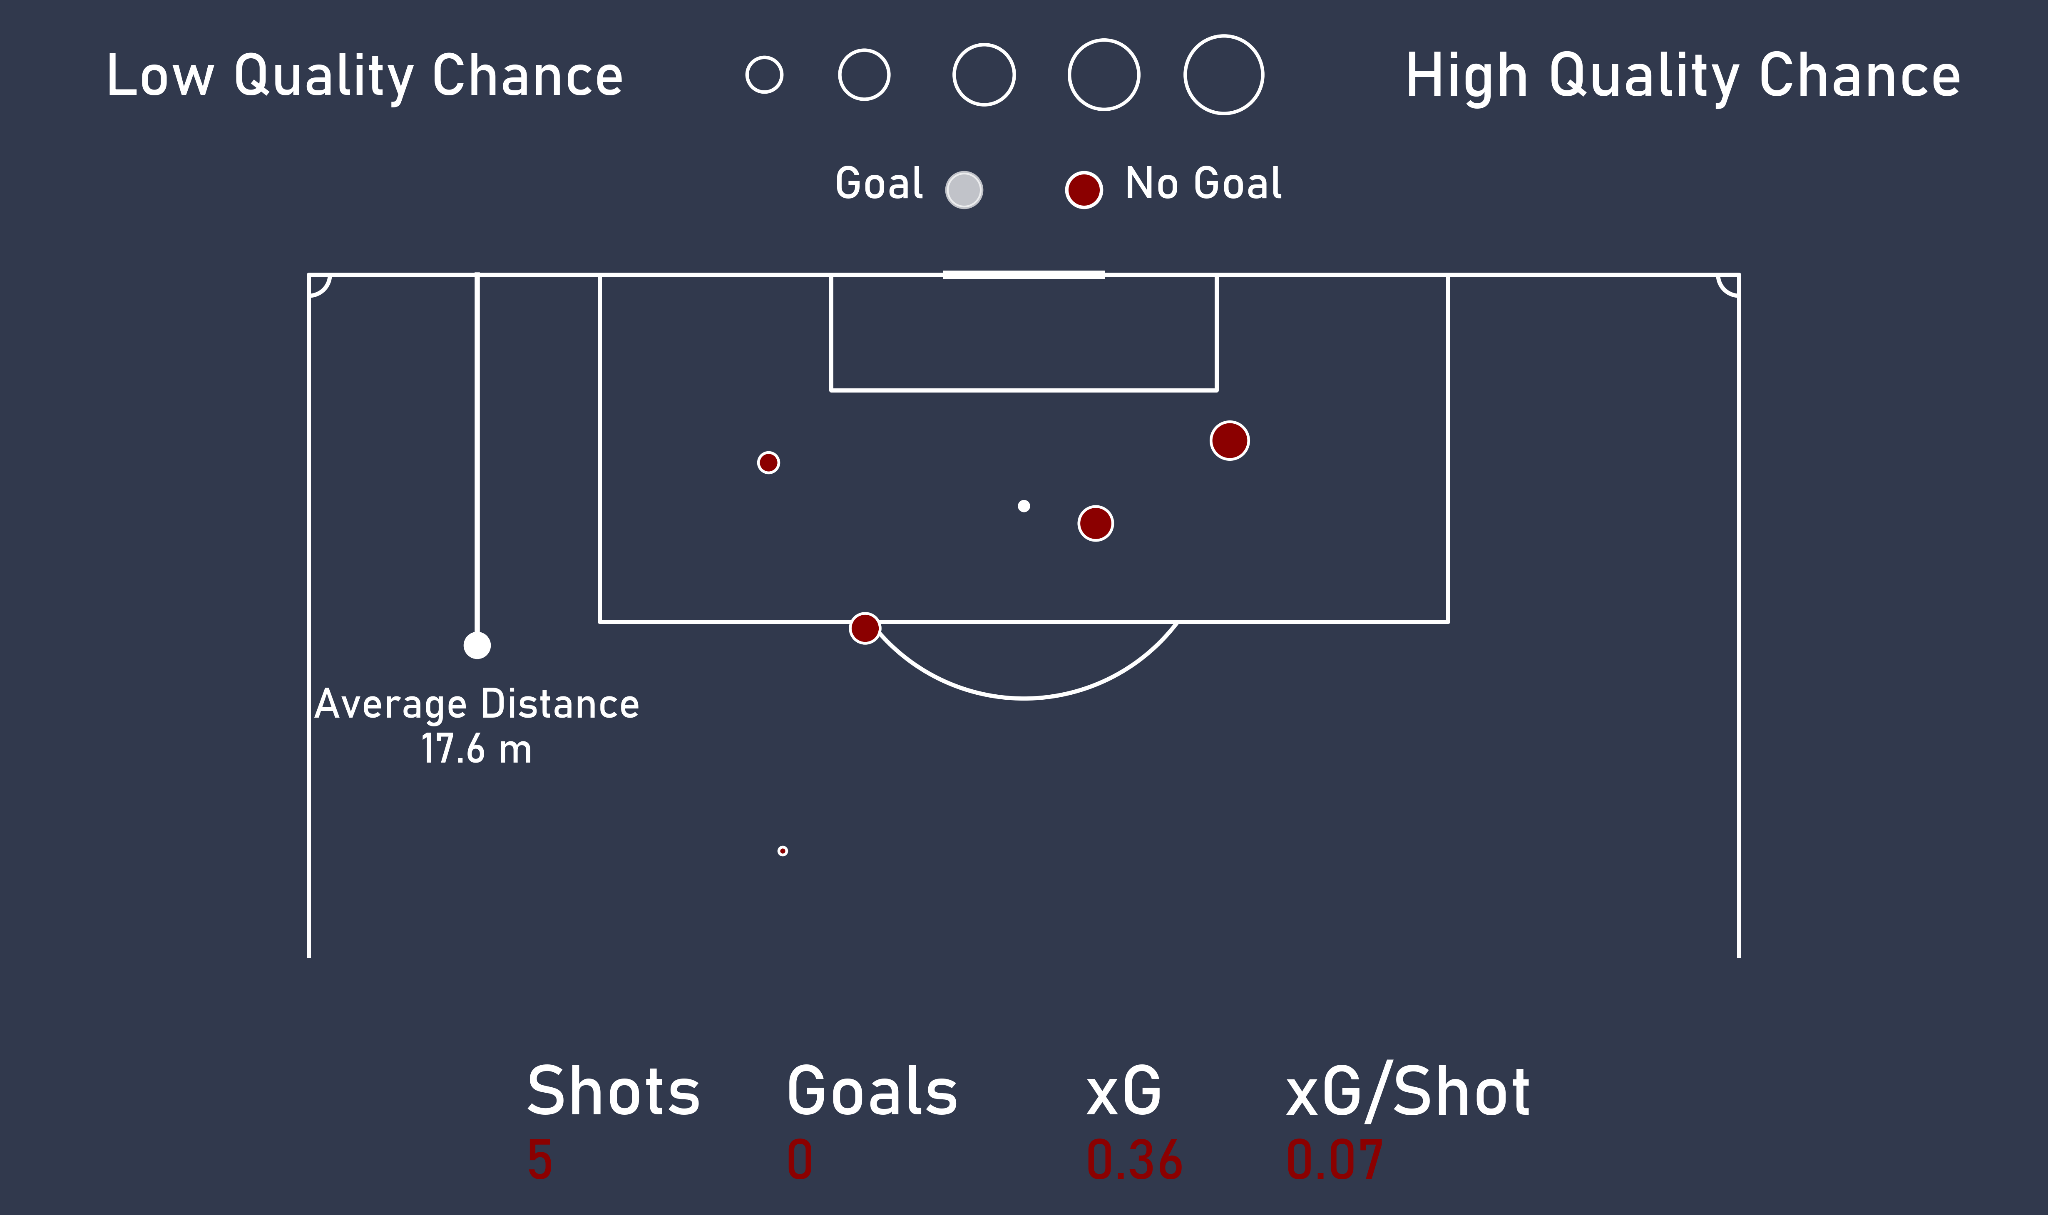 Low Quality Chance
High Quality Chance
Goal
No Goal
Average Distance
17.6 m
Shots
Goals
xG
xG/Shot
5
0
0.36
0.07